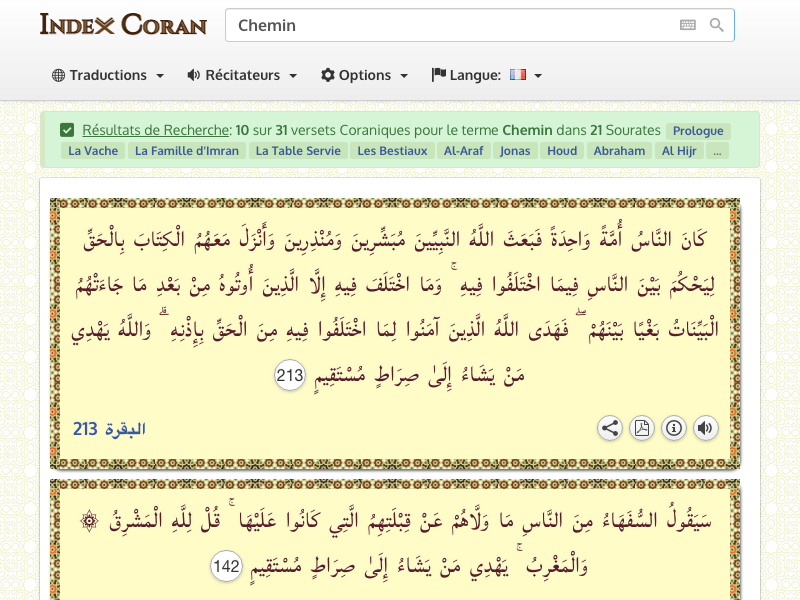 Index Coran
Chemin
Traductions
Récitateurs
Options
Langue:
Résultats de Recherche: 10 sur 31 versets Coraniques pour le terme Chemin dans 21 Sourates Prologue
La Vache La Famille d'Imran La Table Servie Les Bestiaux Al-Araf Jonas Houd Abraham Al Hijr ...
كَانَ النَّاسُ أُمَّةً وَاحِدَةً فَبَعَثَ اللَّهُ النَّبِيِّينَ مُبَشِّرِينَ وَمُنْذِرِينَ وَأَنْزَلَ مَعَهُمُ الْكِتَابَ بِالْحَقِّ
لِيَحْكُمَ بَيْنَ النَّاسِ فِيمَا اخْتَلَفُوا فِيهِ ۚ وَمَا اخْتَلَفَ فِيهِ إِلَّا الَّذِينَ أُوتُوهُ مِنْ بَعْدِ مَا جَاءَتْهُمُ
الْبَيِّنَاتُ بَغْيًا بَيْنَهُمْ ۖ فَهَدَى اللَّهُ الَّذِينَ آمَنُوا لِمَا اخْتَلَفُوا فِيهِ مِنَ الْحَقِّ بِإِذْنِهِ ۗ وَاللَّهُ يَهْدِي
مَنْ يَشَاءُ إِلَىٰ صِرَاطٍ مُسْتَقِيمٍ 213
البقرة 213
سَيَقُولُ السُّفَهَاءُ مِنَ النَّاسِ مَا وَلَّاهُمْ عَنْ قِبْلَتِهِمُ الَّتِي كَانُوا عَلَيْهَا ۚ قُلْ لِلَّهِ الْمَشْرِقُ ۞
وَالْمَغْرِبُ ۚ يَهْدِي مَنْ يَشَاءُ إِلَىٰ صِرَاطٍ مُسْتَقِيمٍ 142